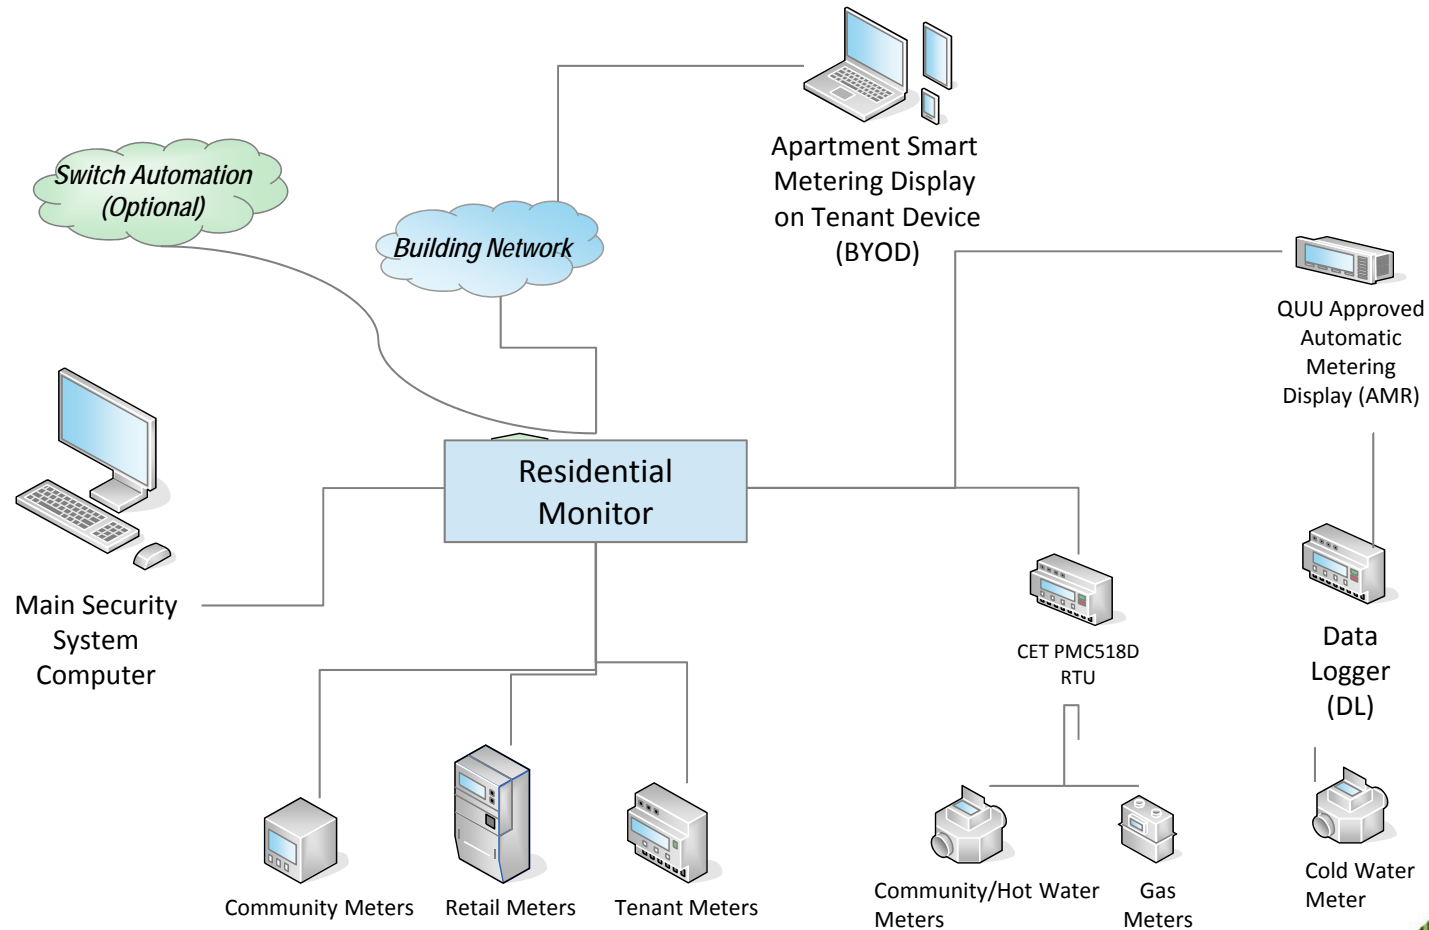 Apartment Smart
Metering Display
on Tenant Device
(BYOD)
Switch Automation
(Optional)
Building Network
QUU Approved
Automatic
Metering
Display (AMR)
Residential
Monitor
Main Security
System
Computer
CET PMC518D
RTU
Data
Logger
(DL)
Community Meters
Retail Meters
Tenant Meters
Community/Hot Water
Meters
Gas
Meters
Cold Water
Meter